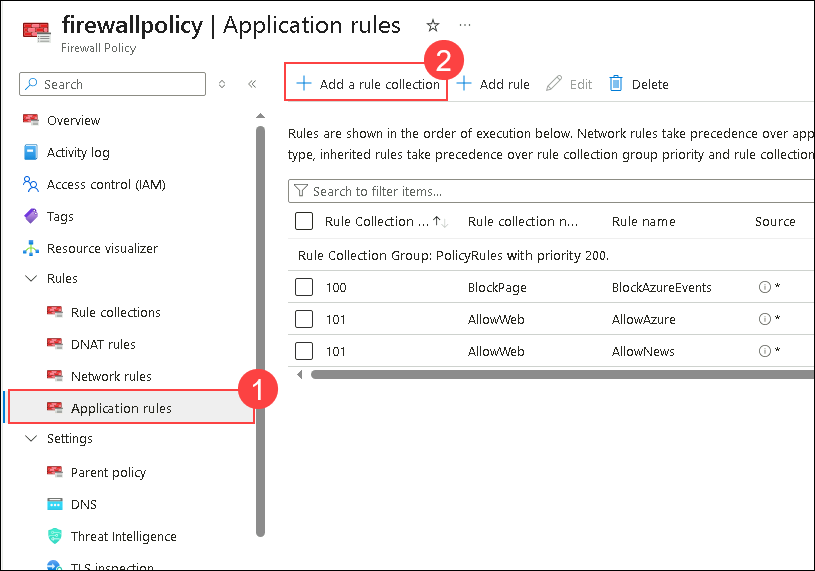 firewallpolicy | Application rules ☆ ...
Firewall Policy
2
Search
«
+ Add a rule collection + Add rule Edit Delete
Overview
Activity log
Access control (IAM)
Tags
Resource visualizer
Rules
Rule collections
DNAT rules
Network rules
1
Application rules
Settings
Parent policy
DNS
Threat Intelligence
TLS inspection
Rules are shown in the order of execution below. Network rules take precedence over app
type, inherited rules take precedence over rule collection group priority and rule collection
Search to filter items...
Rule Collection ... ↑↓ Rule collection n... Rule name Source
Rule Collection Group: PolicyRules with priority 200.
100 BlockPage BlockAzureEvents *
101 AllowWeb AllowAzure *
101 AllowWeb AllowNews *